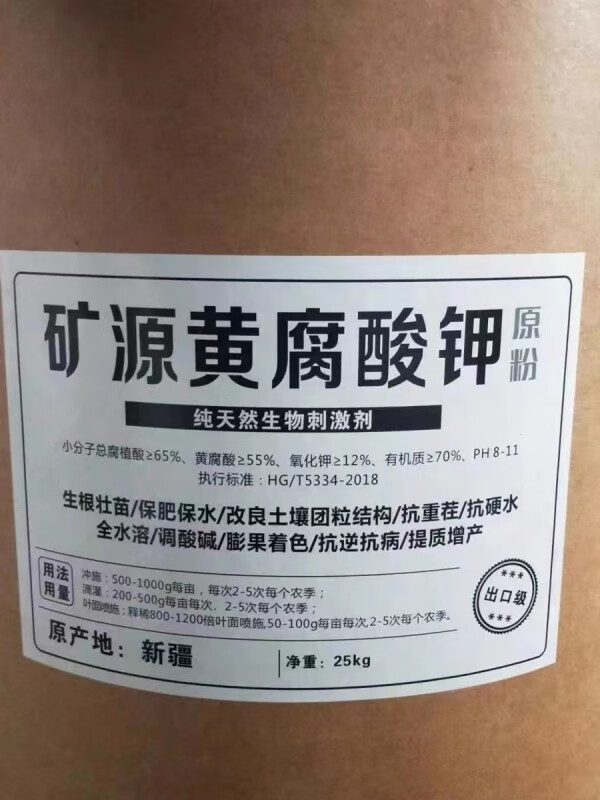 矿源黄腐酸钾原粉
纯天然生物刺激剂
小分子总腐植酸≥65%、黄腐酸≥55%、氧化钾≥12%、有机质≥70%、PH 8-11
执行标准：HG/T5334-2018
生根壮苗/保肥保水/改良土壤团粒结构/抗重茬/抗硬水
全水溶/调酸碱/膨果着色/抗逆抗病/提质增产
用法
用量
冲施：500-1000g每亩，每次2-5次每个农季；
滴灌：200-500g每亩每次，2-5次每个农季；
叶面喷施：释稀800-1200倍叶面喷施,50-100g每亩每次,2-5次每个农季。
***
出口级
***
原产地：新疆
净重：25kg